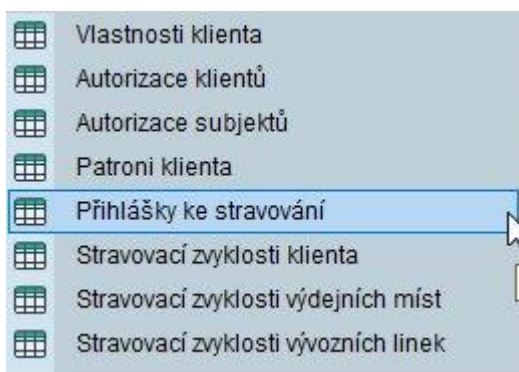 Vlastnosti klienta
Autorizace klientů
Autorizace subjektů
Patroni klienta
Přihlášky ke stravování
Stravovací zvyklosti klienta
Stravovací zvyklosti výdejních míst
Stravovací zvyklosti vývozních linek